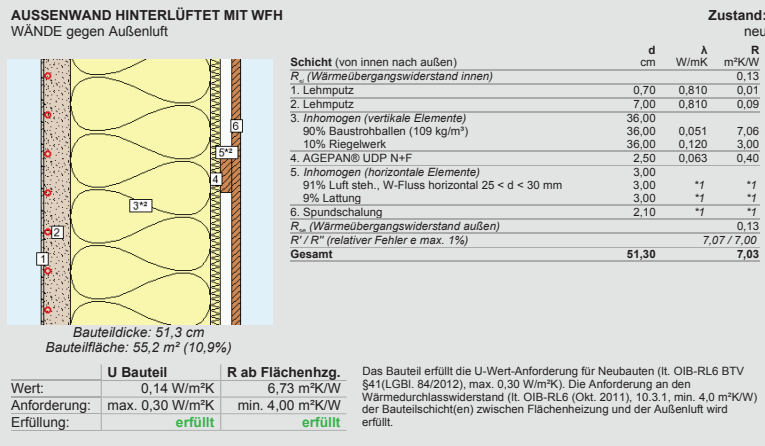 AUSSENWAND HINTERLÜFTET MIT WFH
WÄNDE gegen Außenluft
Zustand:
neu
d λ R
Schicht (von innen nach außen) cm W/mK m²K/W
Rsi (Wärmeübergangswiderstand innen) 0,13
1. Lehmputz 0,70 0,810 0,01
2. Lehmputz 7,00 0,810 0,09
3. Inhomogen (vertikale Elemente) 36,00
90% Baustrohballen (109 kg/m³) 36,00 0,051 7,06
10% Riegelwerk 36,00 0,120 3,00
4. AGEPAN® UDP N+F 2,50 0,063 0,40
5. Inhomogen (horizontale Elemente) 3,00
91% Luft steh., W-Fluss horizontal 25 < d < 30 mm 3,00 *1 *1
9% Lattung 3,00 *1 *1
6. Spundschalung 2,10 *1 *1
Rse (Wärmeübergangswiderstand außen) 0,13
R' / R'' (relativer Fehler e max. 1%) 7,07 / 7,00
Gesamt 51,30 7,03
6
5*²
4
3*²
2
1
Bauteildicke: 51,3 cm
Bauteilfläche: 55,2 m² (10,9%)
U Bauteil R ab Flächenhzg.
Wert: 0,14 W/m²K 6,73 m²K/W
Anforderung: max. 0,30 W/m²K min. 4,00 m²K/W
Erfüllung: erfüllt erfüllt
Das Bauteil erfüllt die U-Wert-Anforderung für Neubauten (lt. OIB-RL6 BTV
§41(LGBl. 84/2012), max. 0,30 W/m²K). Die Anforderung an den
Wärmedurchlasswiderstand (lt. OIB-RL6 (Okt. 2011), 10.3.1, min. 4,0 m²K/W)
der Bauteilschicht(en) zwischen Flächenheizung und der Außenluft wird
erfüllt.